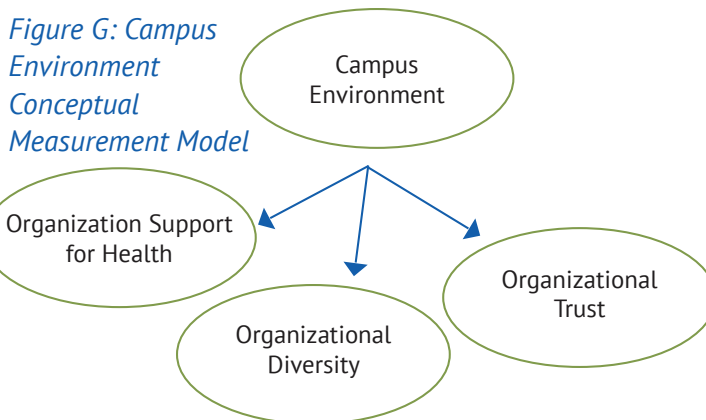 Figure G: Campus
Environment
Conceptual
Measurement Model
Campus
Environment
Organization Support
for Health
Organizational
Diversity
Organizational
Trust